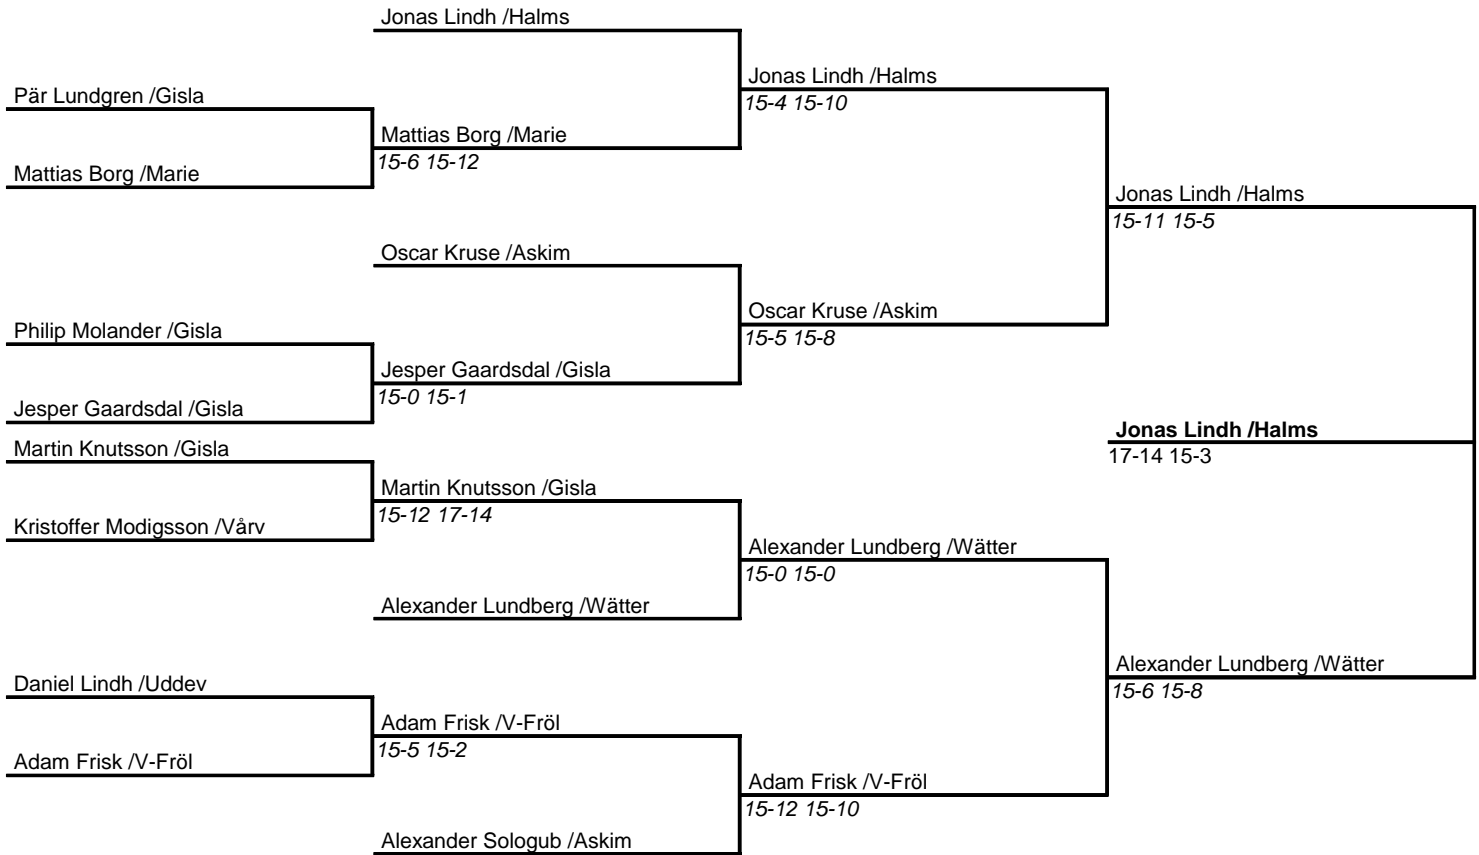 Jonas Lindh /Halms
Jonas Lindh /Halms
Pär Lundgren /Gisla
15-4 15-10
Mattias Borg /Marie
15-6 15-12
Mattias Borg /Marie
Jonas Lindh /Halms
15-11 15-5
Oscar Kruse /Askim
Oscar Kruse /Askim
Philip Molander /Gisla
15-5 15-8
Jesper Gaardsdal /Gisla
15-0 15-1
Jesper Gaardsdal /Gisla
Jonas Lindh /Halms
Martin Knutsson /Gisla
17-14 15-3
Martin Knutsson /Gisla
15-12 17-14
Kristoffer Modigsson /Vårv
Alexander Lundberg /Wätter
15-0 15-0
Alexander Lundberg /Wätter
Alexander Lundberg /Wätter
Daniel Lindh /Uddev
15-6 15-8
Adam Frisk /V-Fröl
15-5 15-2
Adam Frisk /V-Fröl
Adam Frisk /V-Fröl
15-12 15-10
Alexander Sologub /Askim